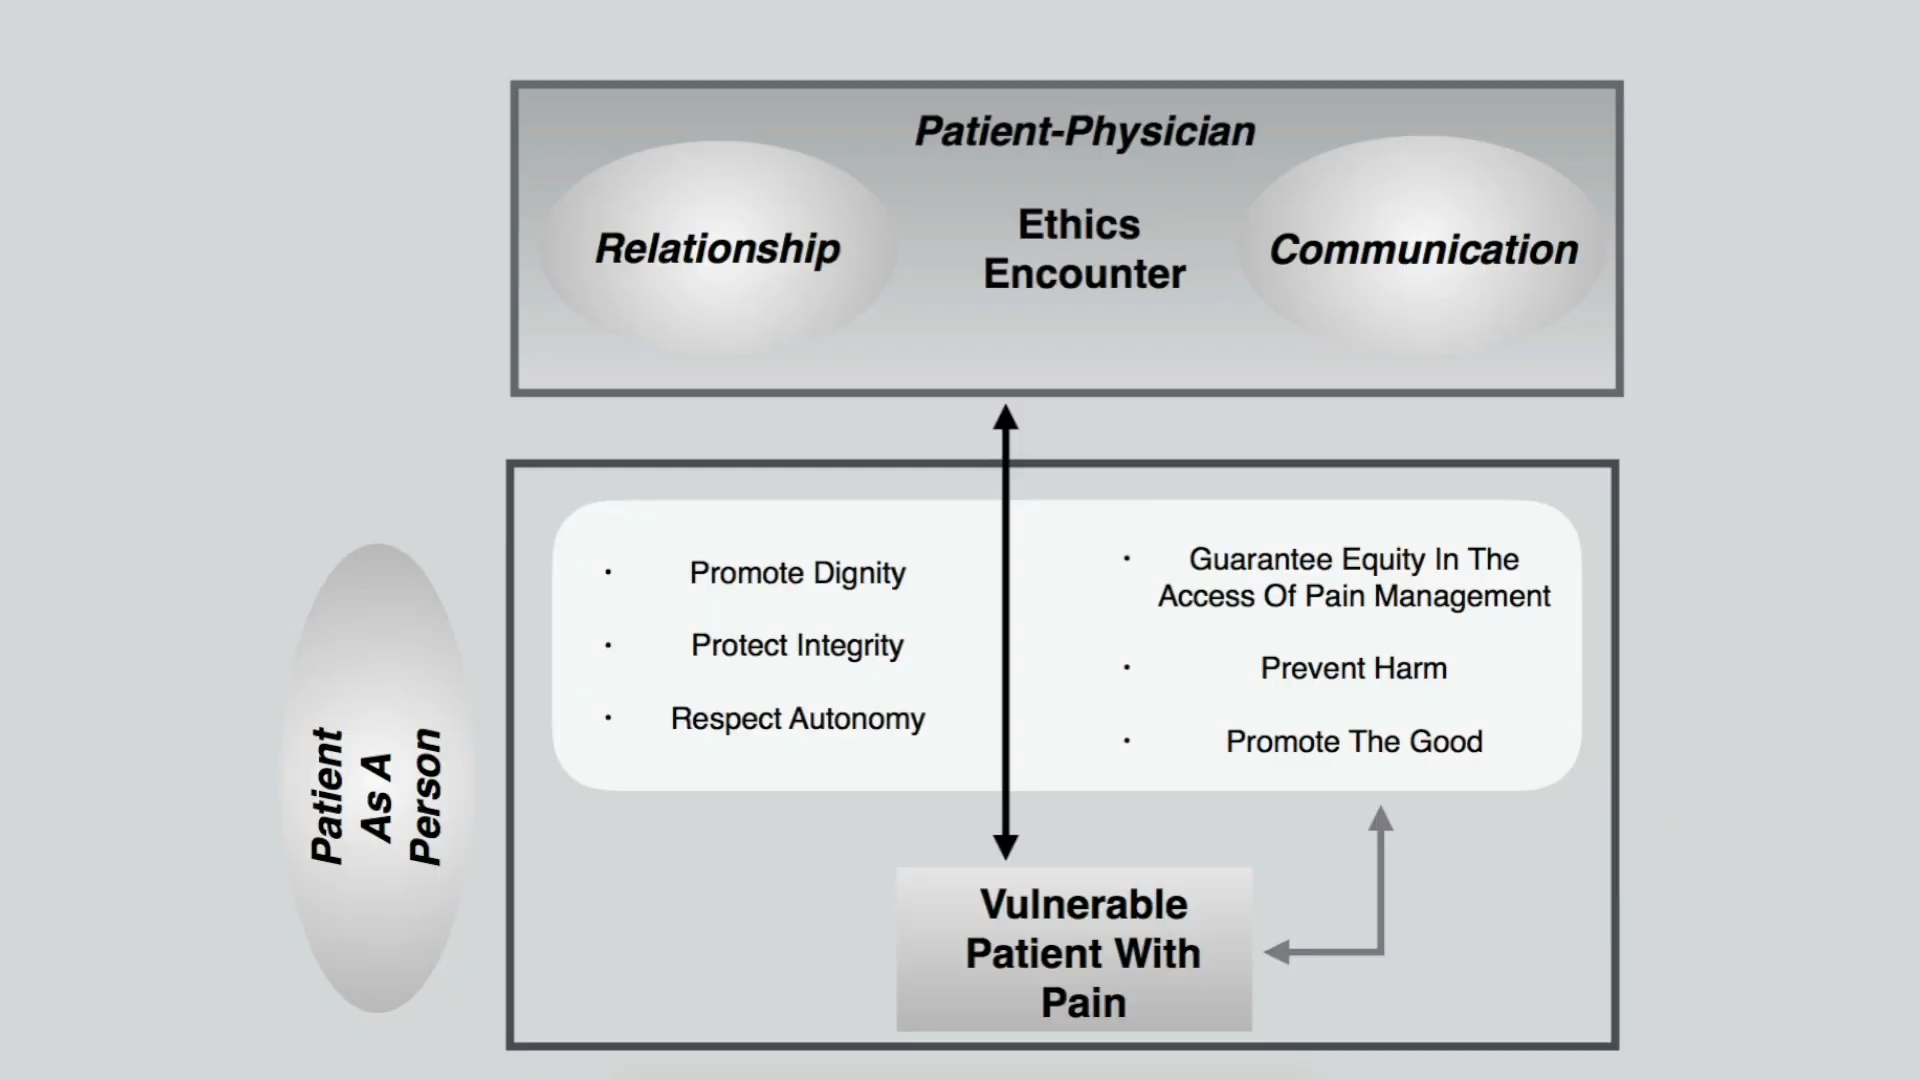 Patient-Physician
Relationship
Ethics
Encounter
Communication
Patient
As A
Person
· Promote Dignity
· Protect Integrity
· Respect Autonomy
· Guarantee Equity In The
Access Of Pain Management
· Prevent Harm
· Promote The Good
Vulnerable
Patient With
Pain